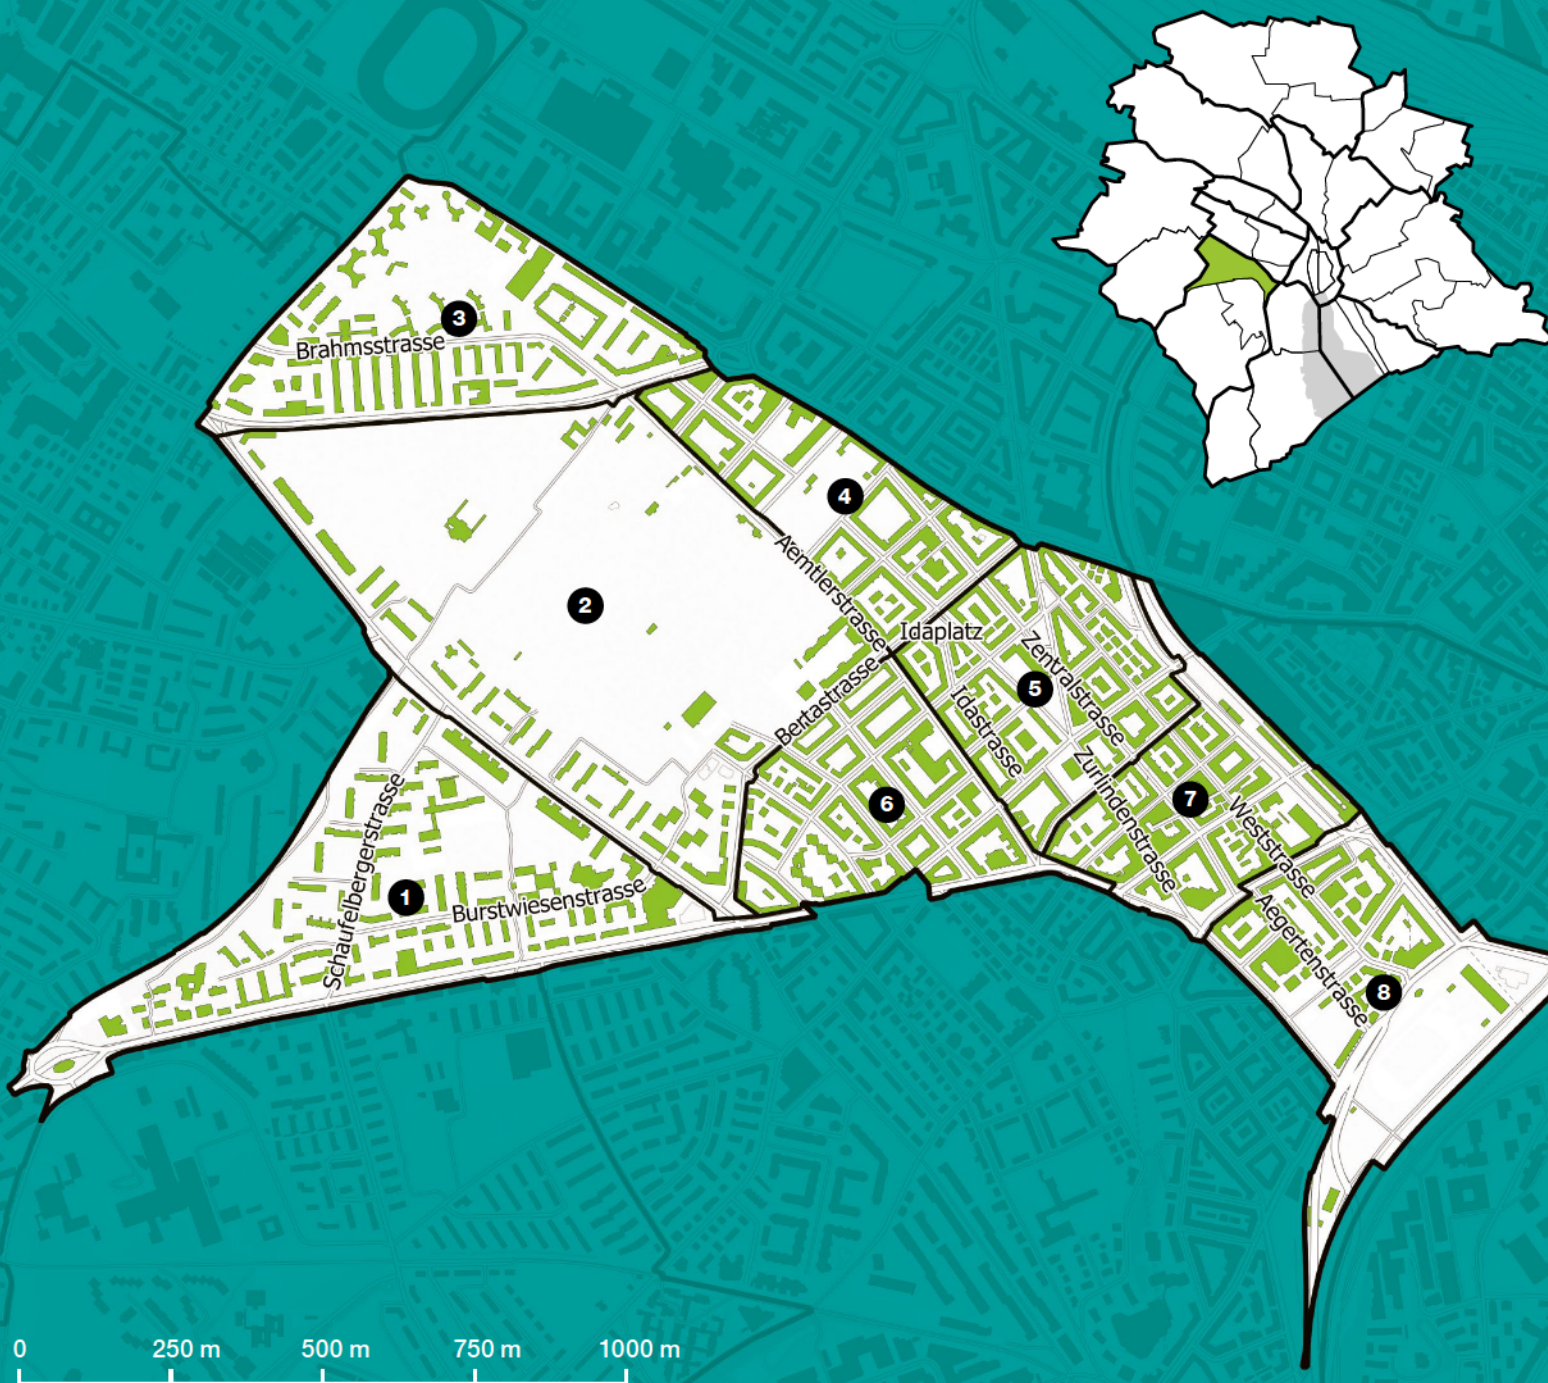 3
Brahmsstrasse
4
Aemtlerstrasse
2
Idaplatz
Zentralstrasse
5
Bertastrasse
Idastrasse
Zurlindenstrasse
6
7
Weststrasse
Schaufelbergerstrasse
1
Burstwiesenstrasse
Aegertenstrasse
8
0 250 m 500 m 750 m 1000 m